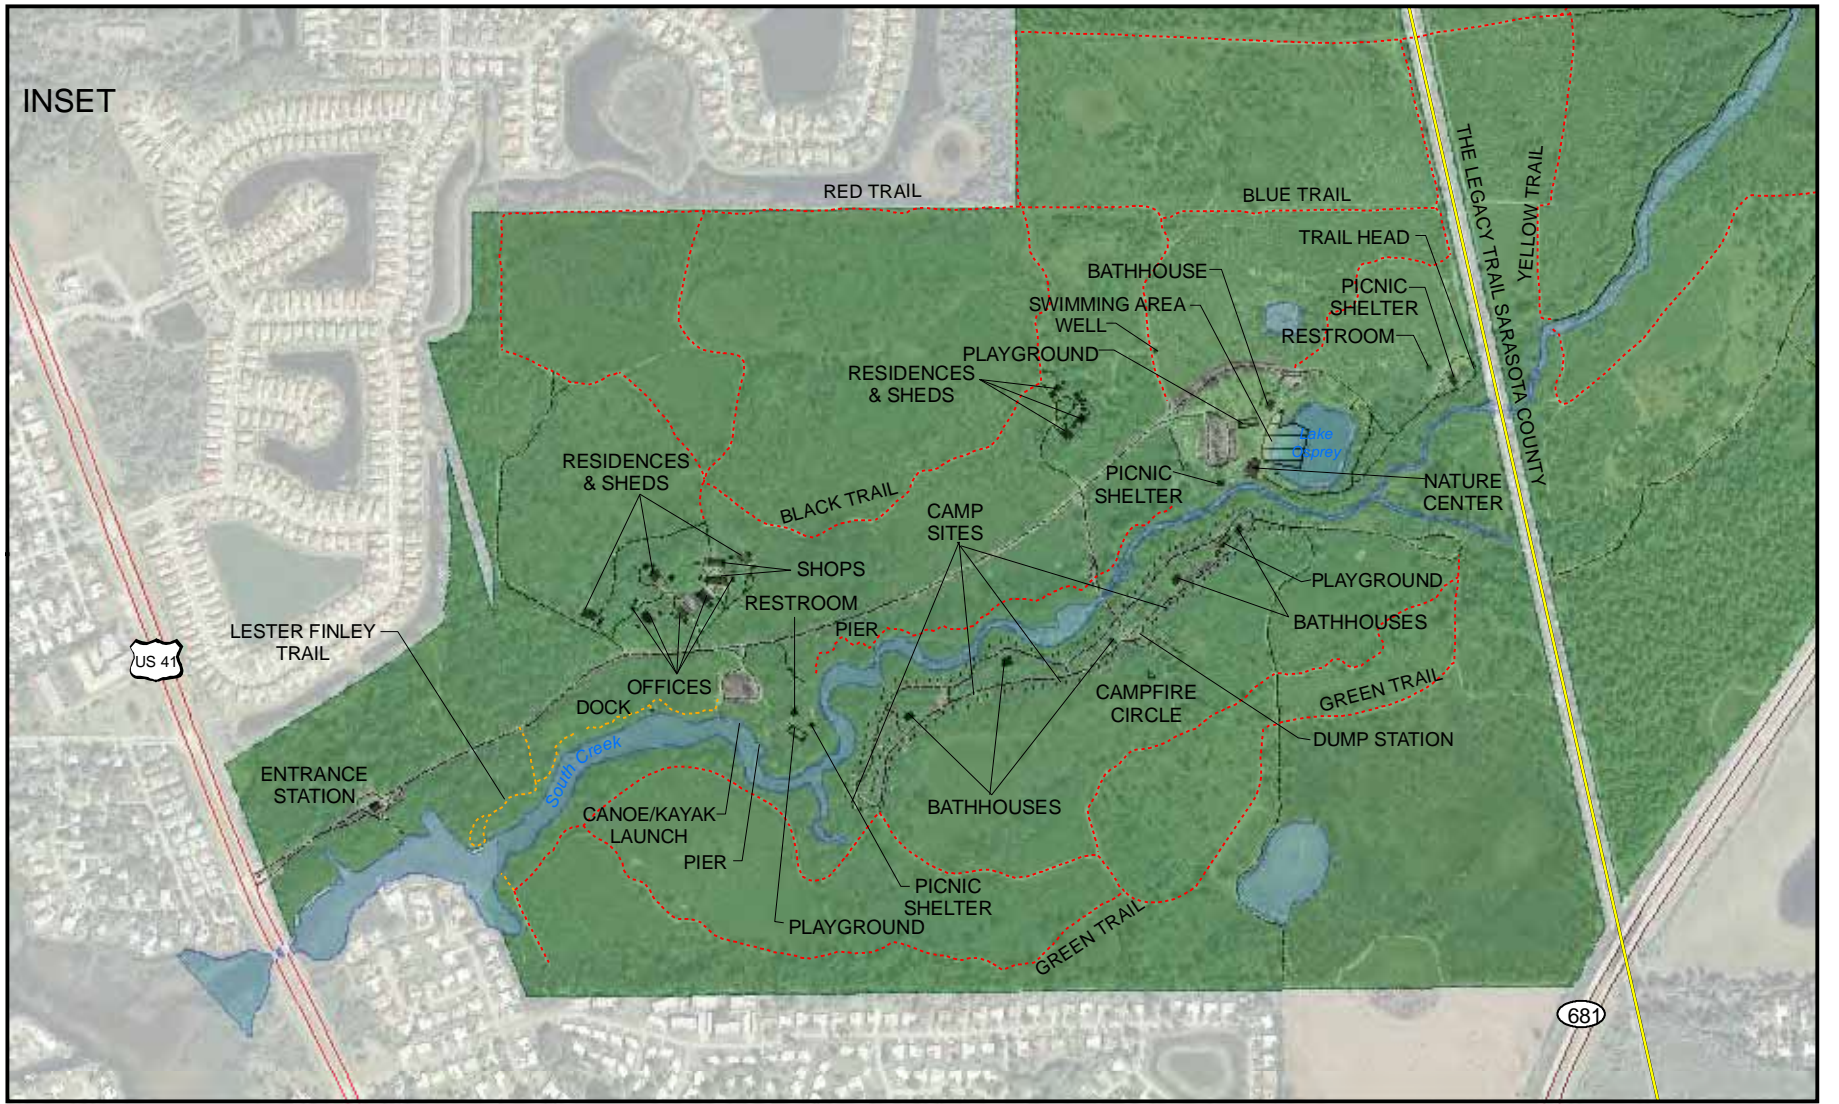 INSET
RED TRAIL
BLUE TRAIL
THE LEGACY TRAIL SARASOTA COUNTY
YELLOW TRAIL
TRAIL HEAD
BATHHOUSE
PICNIC
SHELTER
SWIMMING AREA
WELL
RESTROOM
PLAYGROUND
RESIDENCES
& SHEDS
Lake
Osprey
RESIDENCES
& SHEDS
PICNIC
SHELTER
NATURE
CENTER
BLACK TRAIL
CAMP
SITES
SHOPS
PLAYGROUND
RESTROOM
BATHHOUSES
PIER
LESTER FINLEY
TRAIL
US 41
OFFICES
CAMPFIRE
CIRCLE
GREEN TRAIL
DOCK
DUMP STATION
South Creek
ENTRANCE
STATION
CANOE/KAYAK
LAUNCH
BATHHOUSES
PIER
PICNIC
SHELTER
PLAYGROUND
GREEN TRAIL
681